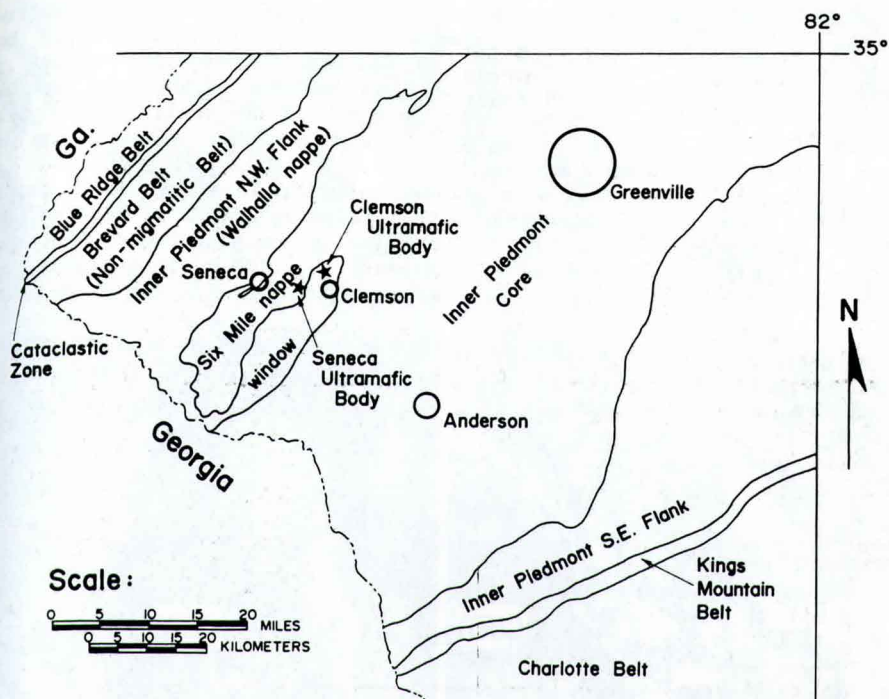 82°
35°
Ga.
Blue Ridge Belt
Brevard Belt
(Non-migmatitic Belt)
Inner Piedmont N.W. Flank
(Walhalla nappe)
Greenville
Clemson
Ultramafic
Body
Inner Piedmont
Core
Seneca
Clemson
Six Mile nappe
N
Cataclastic
Zone
window
Seneca
Ultramafic
Body
Anderson
Georgia
Inner Piedmont S.E. Flank
Kings
Mountain
Belt
Scale:
0 5 10 15 20 MILES
0 5 10 15 20 KILOMETERS
Charlotte Belt